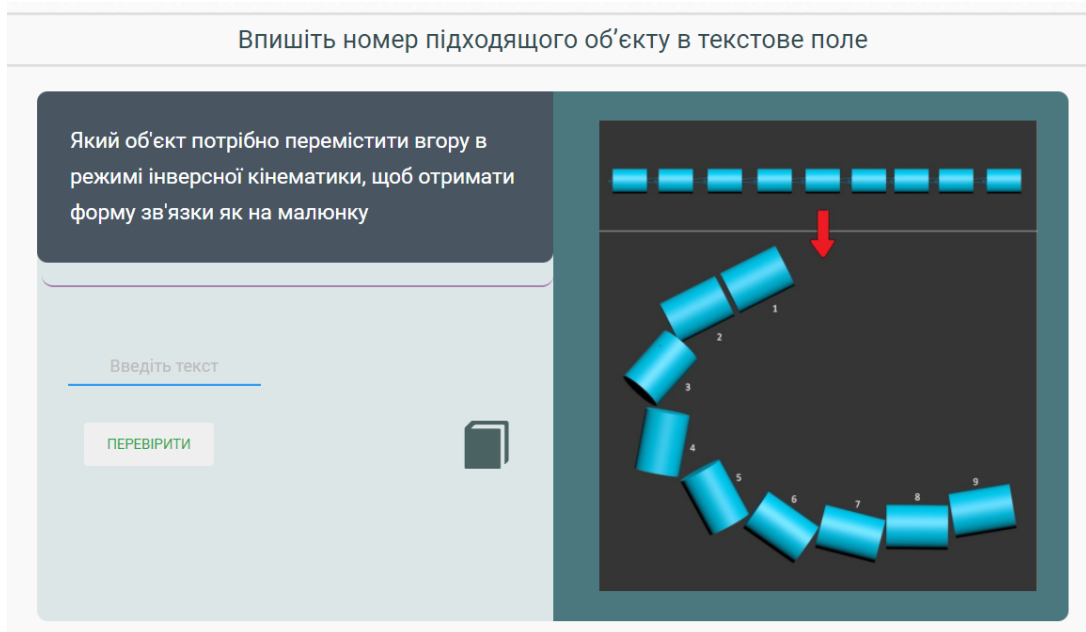 Впишіть номер підходящого об’єкту в текстове поле
Який об'єкт потрібно перемістити вгору в
режимі інверсної кінематики, щоб отримати
форму зв'язки як на малюнку
Введіть текст
ПЕРЕВІРИТИ
1
2
3
4
5
6
7
8
9